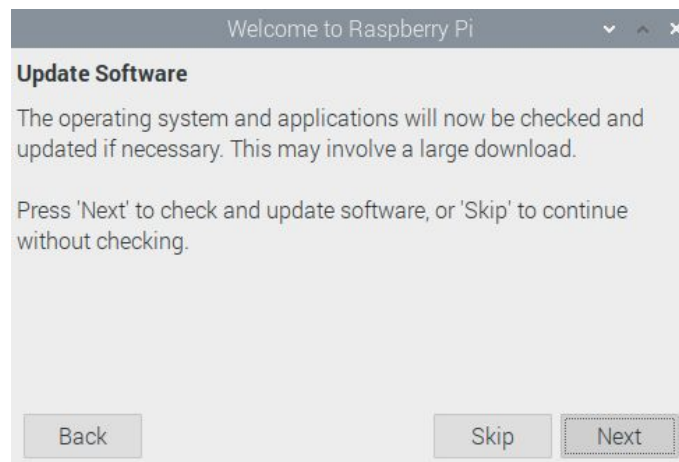 Welcome to Raspberry Pi
Update Software
The operating system and applications will now be checked and
updated if necessary. This may involve a large download.
Press 'Next' to check and update software, or 'Skip' to continue
without checking.
Back Skip Next